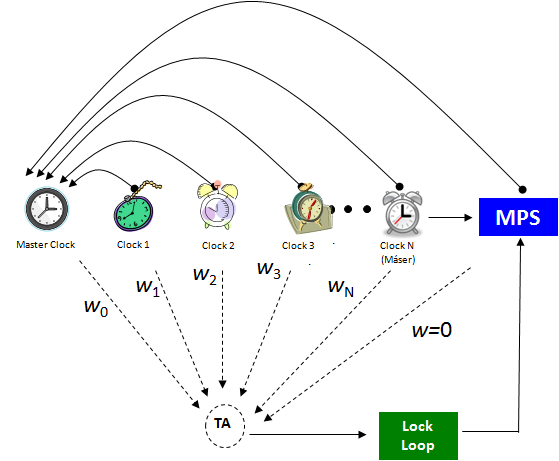 MPS
Master Clock
Clock 1
Clock 2
Clock 3
Clock N
(Máser)
w0
w1
w2
w3
wN
w=0
TA
Lock
Loop